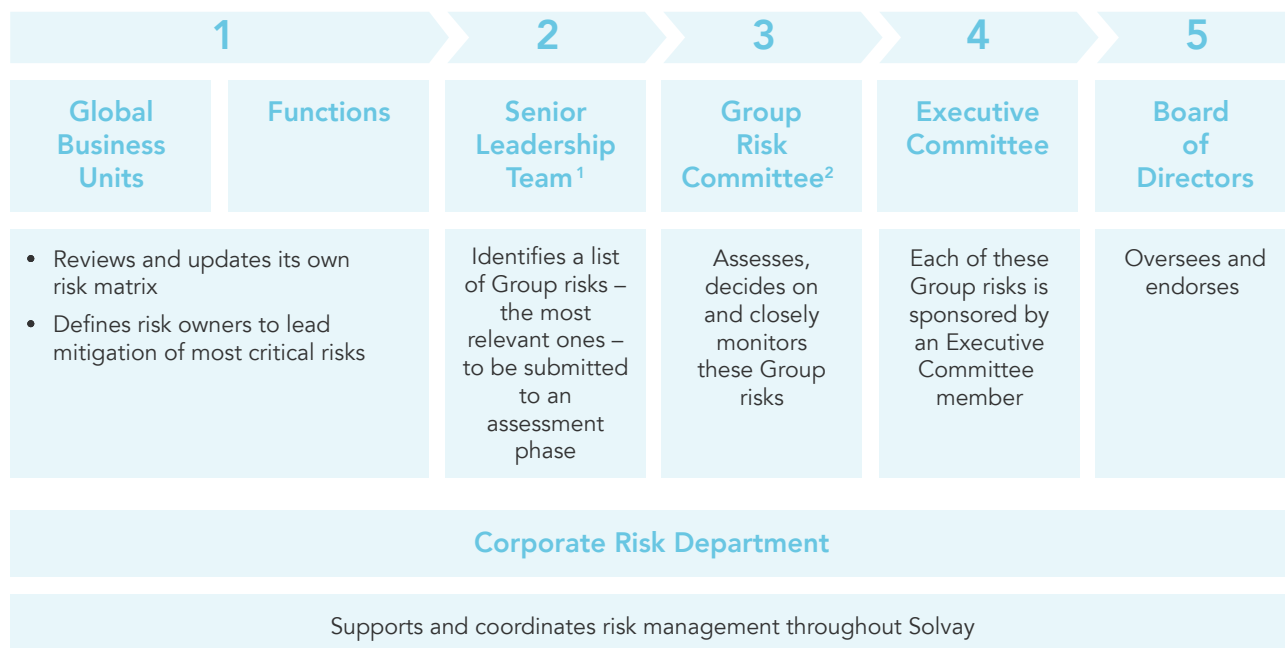 1
2
3
4
5
Global
Business
Units
Functions
Senior
Leadership
Team¹
Group
Risk
Committee²
Executive
Committee
Board
of
Directors
• Reviews and updates its own
risk matrix
• Defines risk owners to lead
mitigation of most critical risks
Identifies a list
of Group risks –
the most
relevant ones –
to be submitted
to an
assessment
phase
Assesses,
decides on
and closely
monitors
these Group
risks
Each of these
Group risks is
sponsored by
an Executive
Committee
member
Oversees and
endorses
Corporate Risk Department
Supports and coordinates risk management throughout Solvay